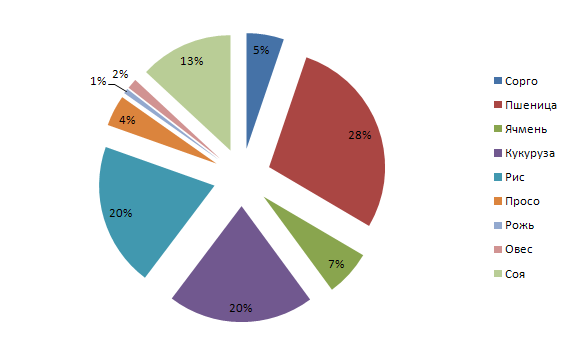 5%
28%
7%
20%
20%
4%
1%
2%
13%
Сорго
Пшеница
Ячмень
Кукуруза
Рис
Просо
Рожь
Овес
Соя